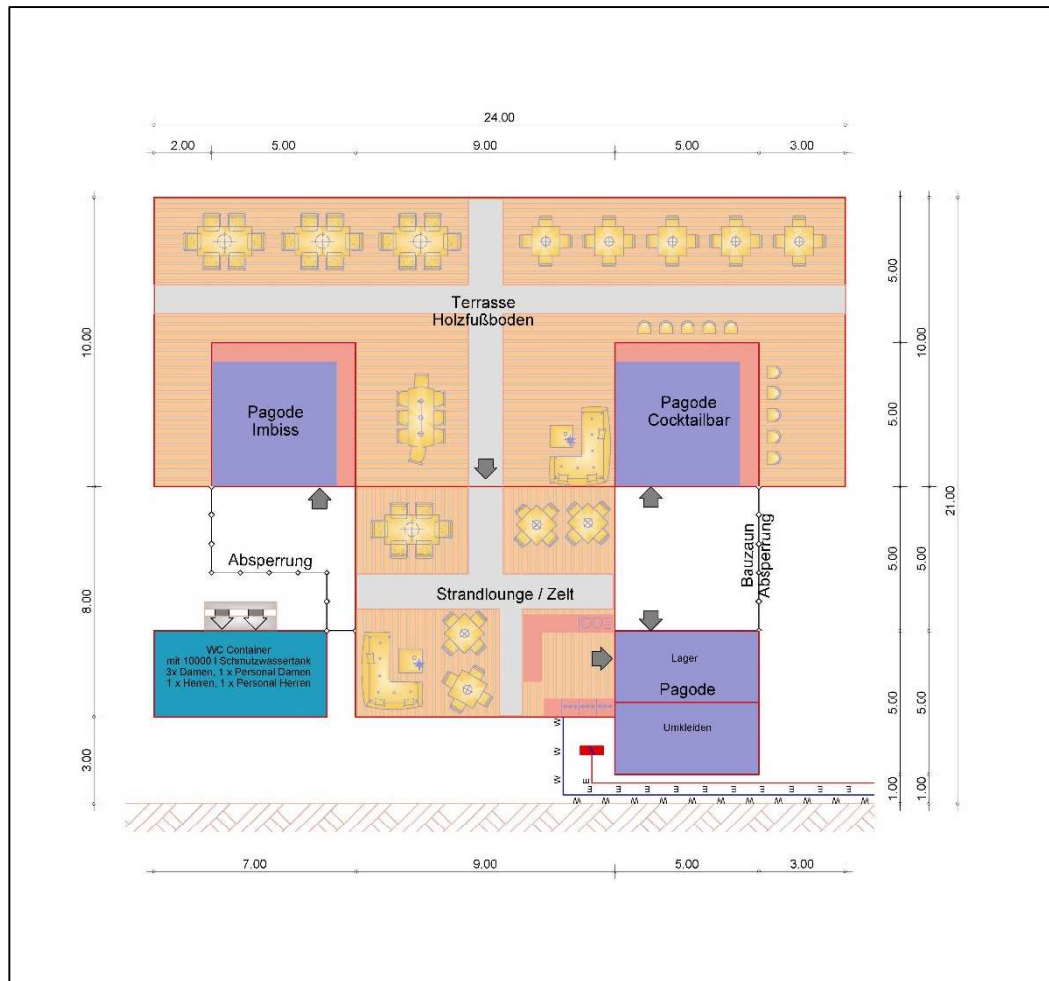 24.00
2.00 5.00 9.00 5.00 3.00
Terrasse
Holzfußboden
Pagode
Imbiss
Pagode
Cocktailbar
10.00
5.00
5.00
10.00
21.00
Absperrung
Bauzaun
Absperrung
Strandlounge / Zelt
8.00
5.00
5.00
WC Container
mit 10000 l Schmutzwassertank
3x Damen, 1 x Personal Damen
1 x Herren, 1 x Personal Herren
Lager
Pagode
Umkleiden
5.00
5.00
3.00
1.00
1.00
W
W
W
E
E E E E E E E E
W W W W W W W W W W W
7.00 9.00 5.00 3.00